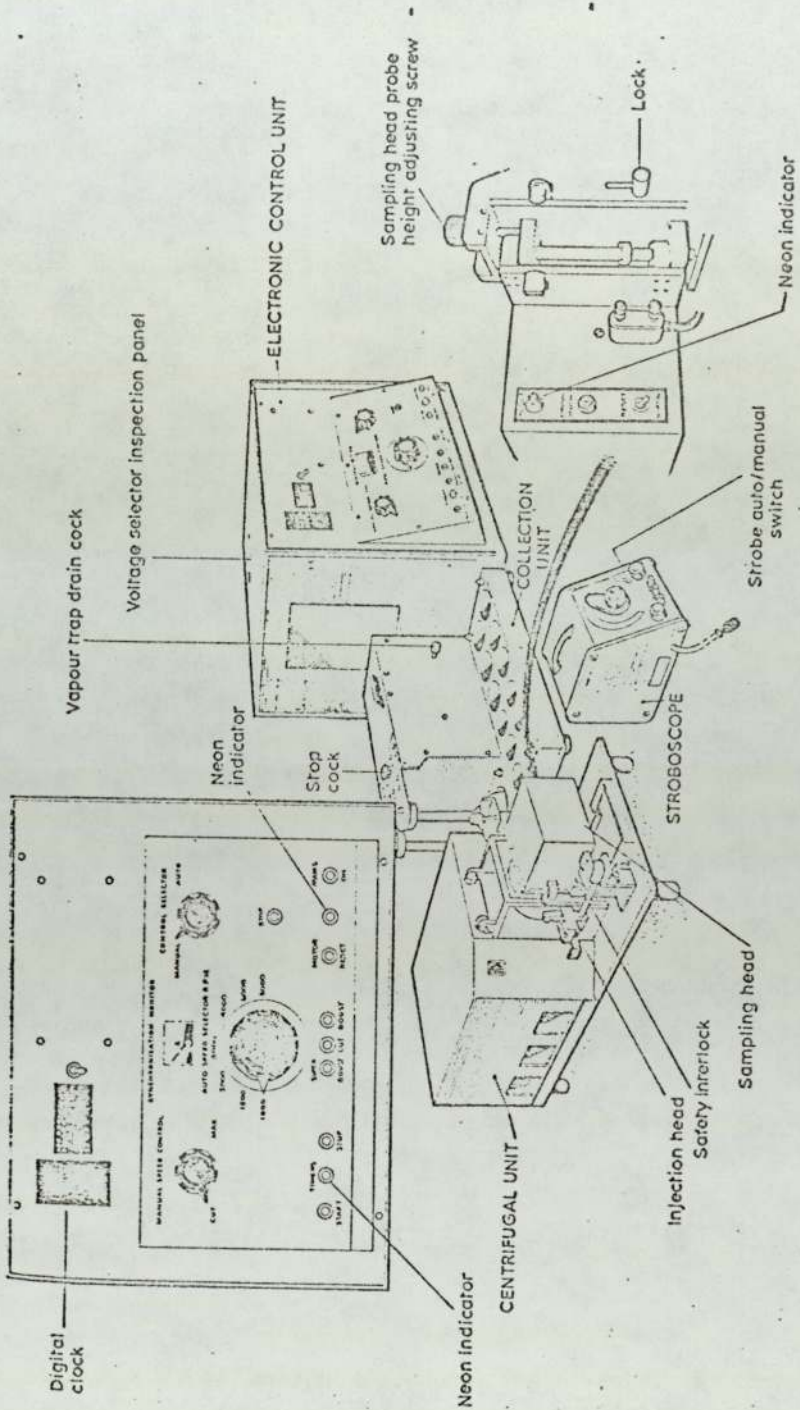 Digital
clock
Vapour trap drain cock
Voltage selector inspection panel
ELECTRONIC CONTROL UNIT
Sampling head probe
height adjusting screw
Lock
Neon indicator
Neon
indicator
Stop
cock
COLLECTION
UNIT
Strobe auto/manual
switch
STROBOSCOPE
Sampling head
Safety Inrerlock
Injection head
CENTRIFUGAL UNIT
Neon indicator
MANUAL SPEED CONTROL
SYNCHRONISATION MONITOR
CONTROL SELECTOR
MANUAL
AUTO
CUT
MAX
AUTO SPEED SELECTOR R.P.M.
START
STOP
STOP
MOTOR
RESET
MAINS
ON
BOOST